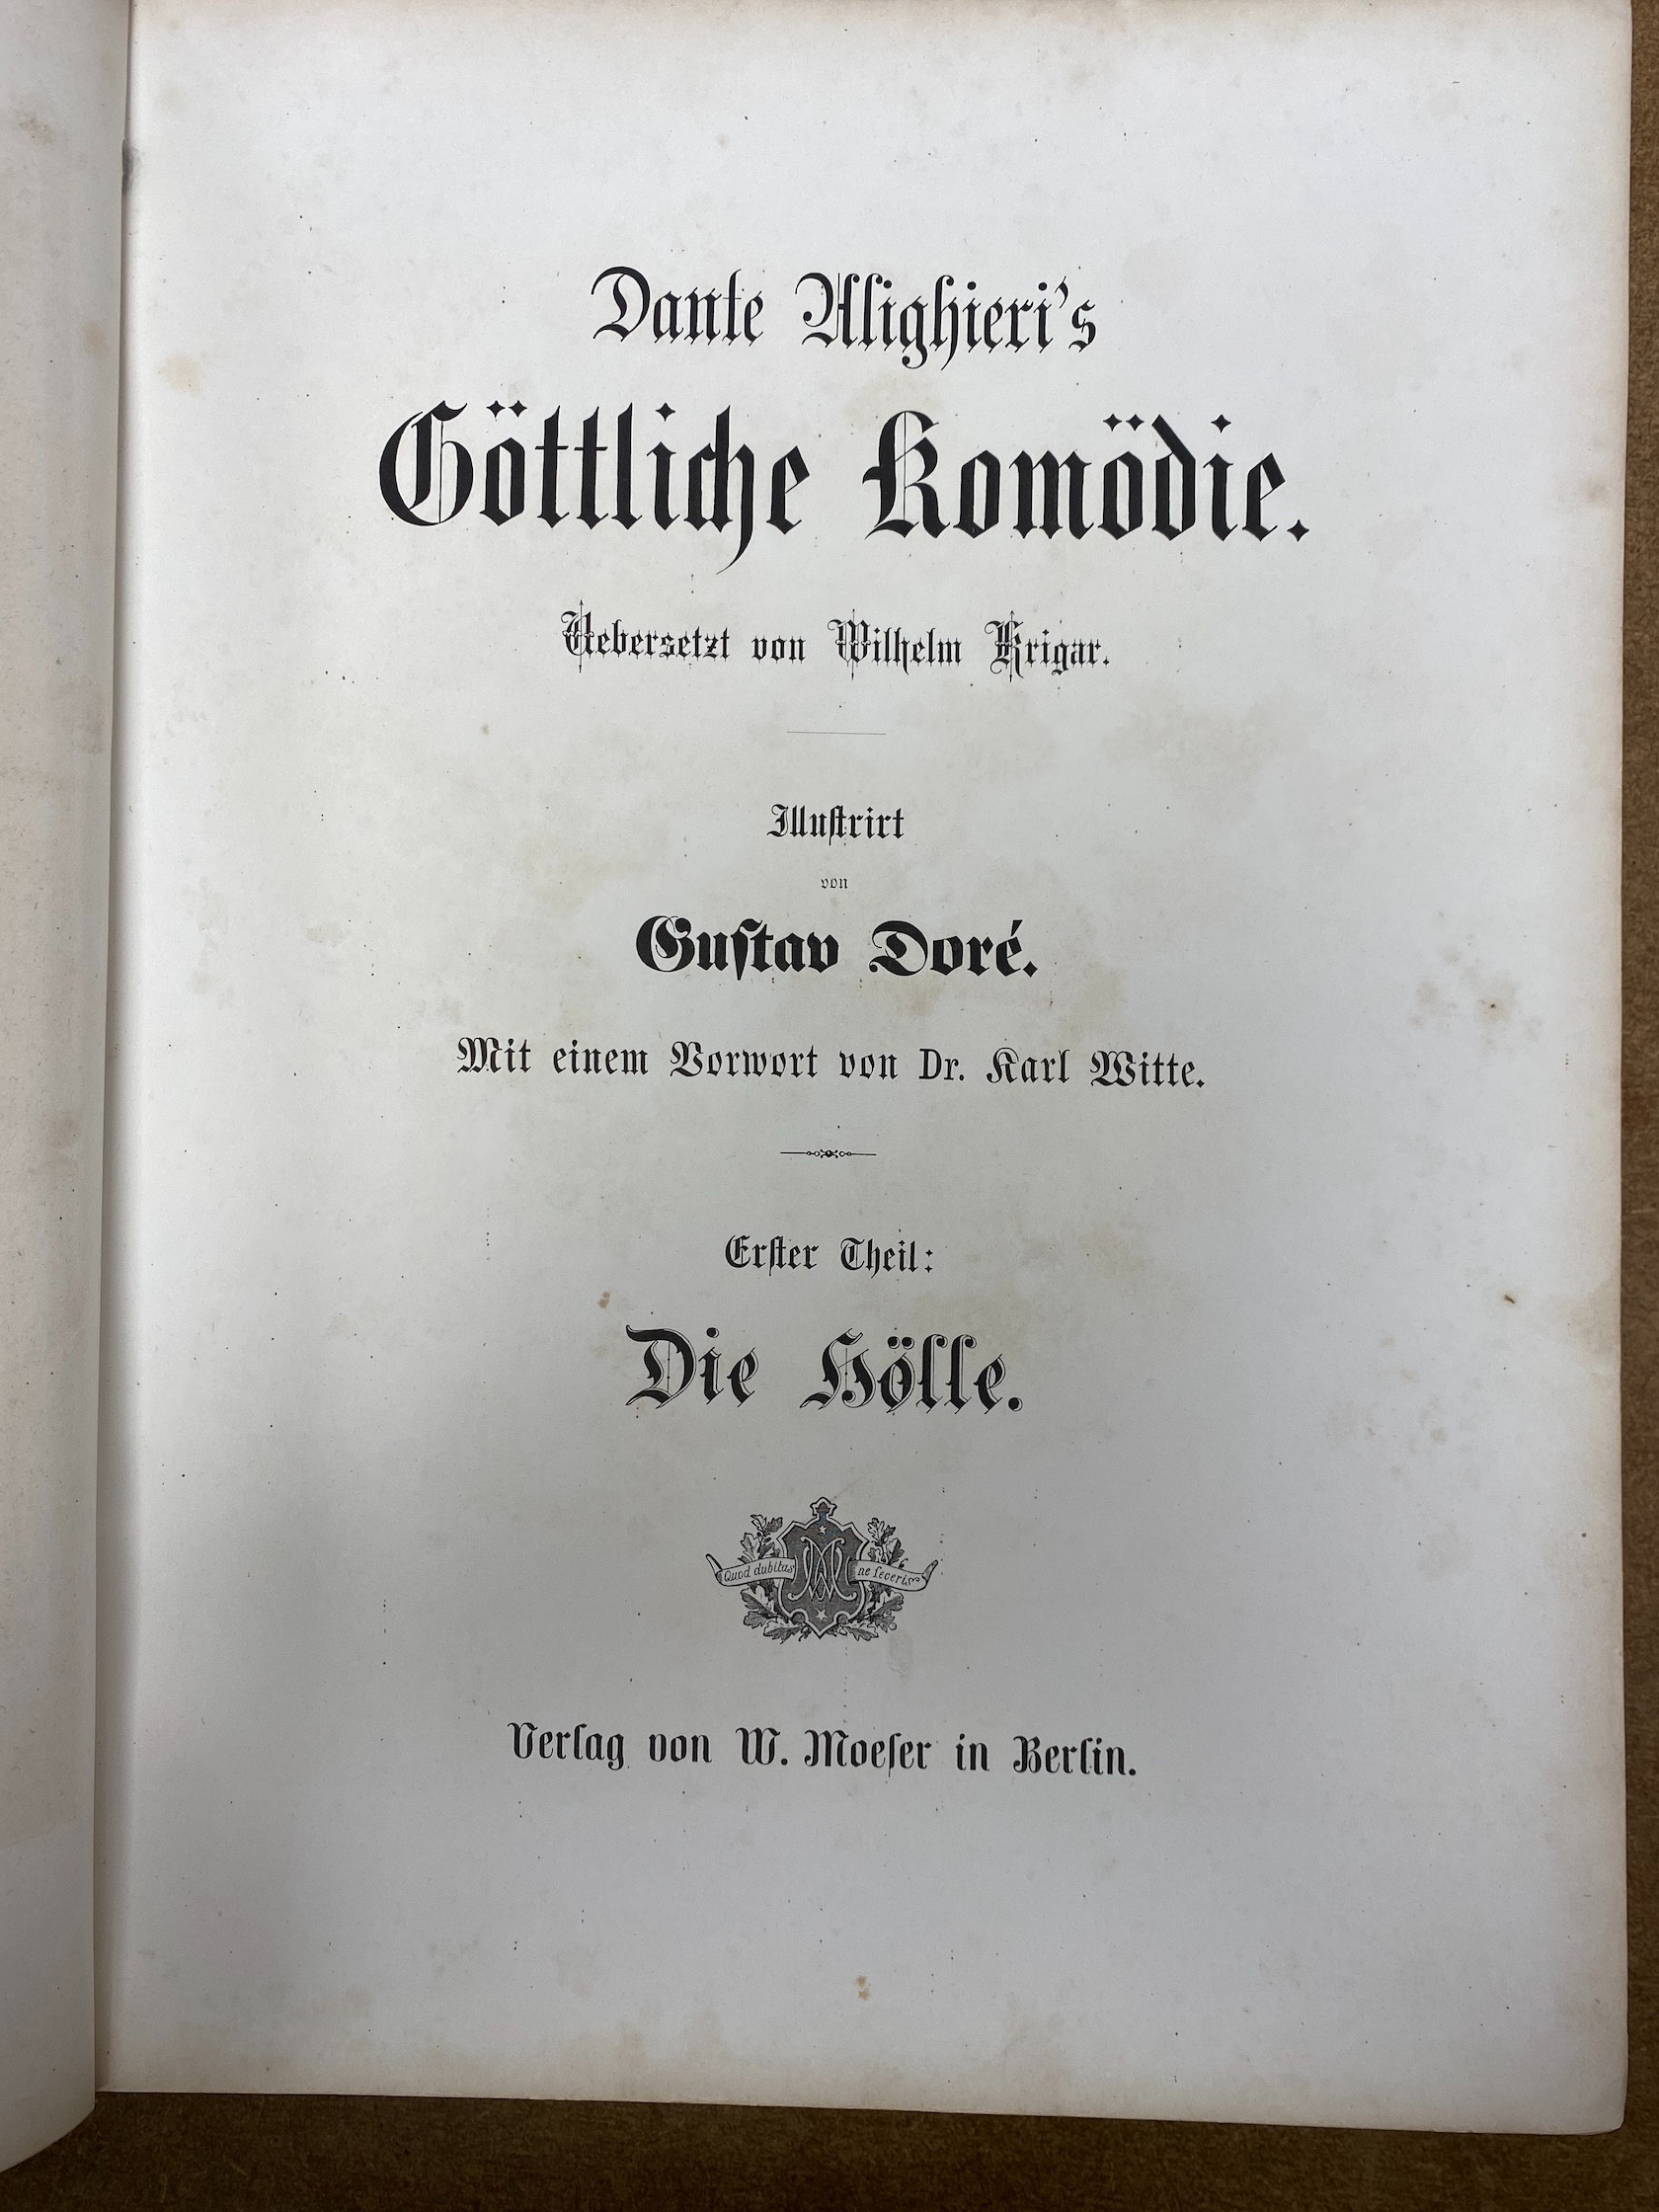 Dante Alighieri's
Göttliche Komödie.
Uebersetzt von Wilhelm Krigar.
Illuſtrirt
von
Guſtav Doré.
Mit einem Vorwort von Dr. Karl Witte.
Erſter Theil:
Die Hölle.
Quod dubitas ne feceris
Verlag von W. Moeſer in Berlin.